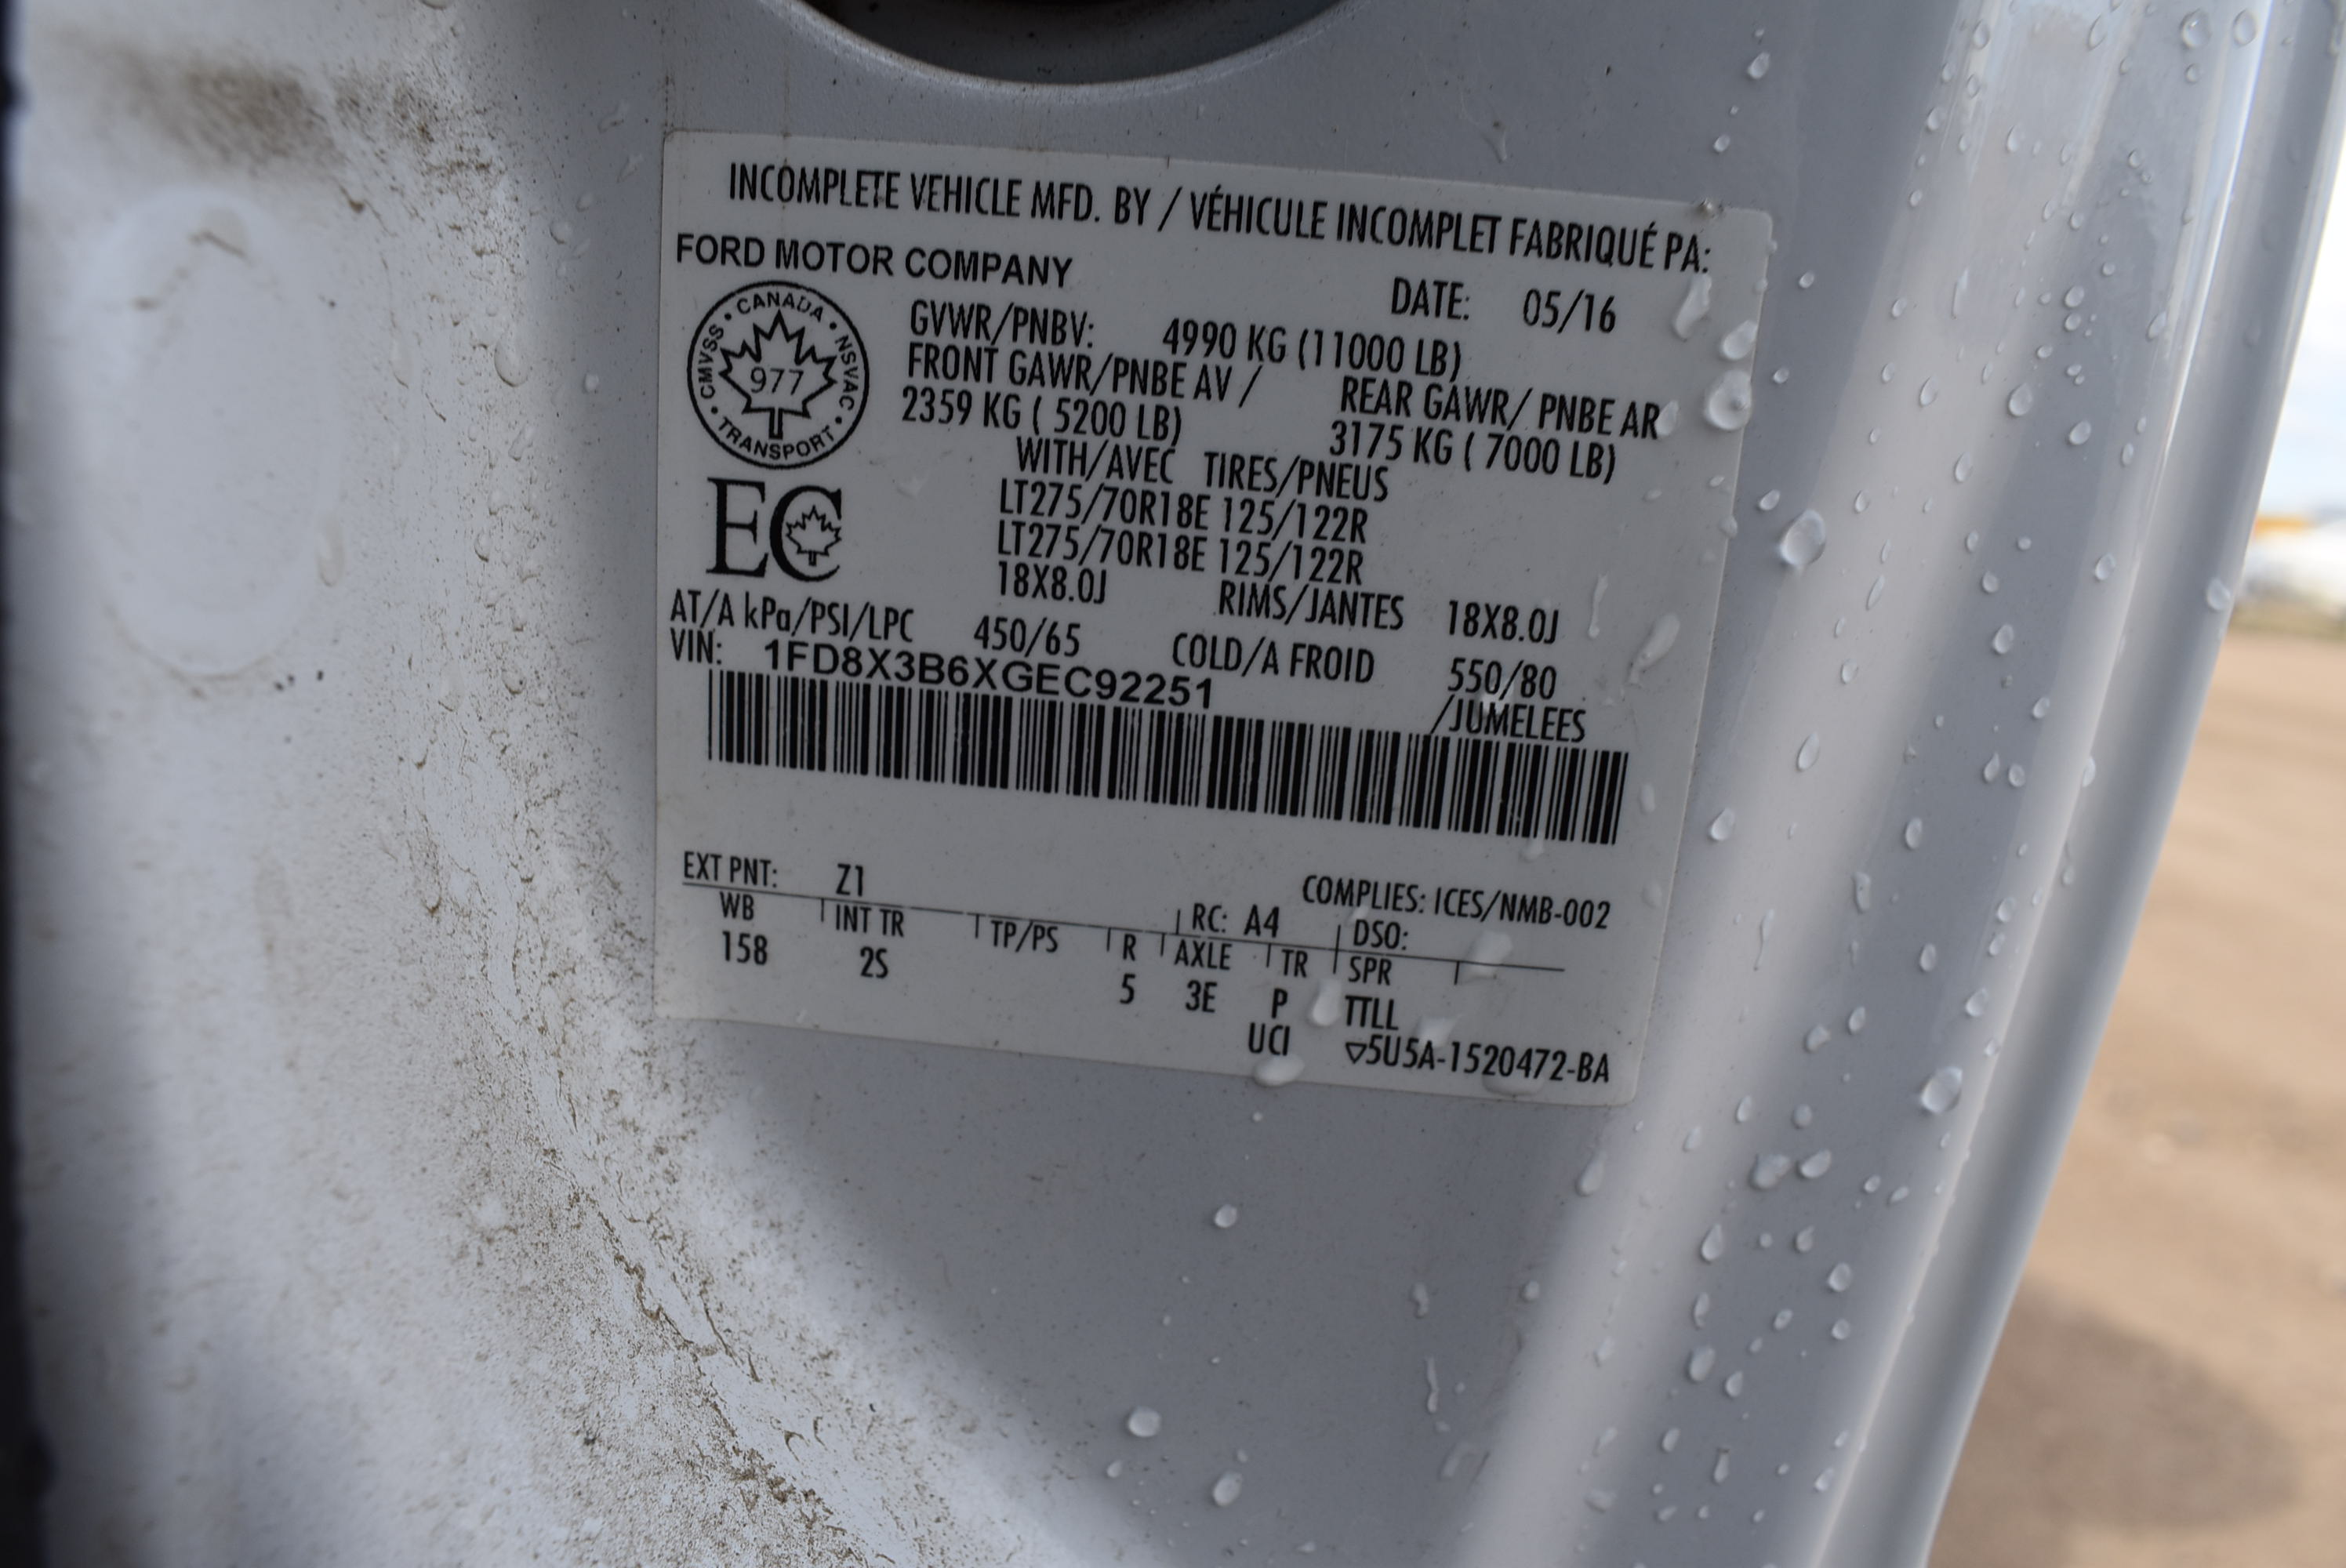 INCOMPLETE VEHICLE MFD. BY / VÉHICULE INCOMPLET FABRIQUÉ PA:
FORD MOTOR COMPANY
DATE: 05/16
CANADA • NSVAC • TRANSPORT • CMVSS •
977
GVWR/PNBV: 4990 KG (11000 LB)
FRONT GAWR/PNBE AV / REAR GAWR/ PNBE AR
2359 KG ( 5200 LB) 3175 KG ( 7000 LB)
WITH/AVEC TIRES/PNEUS
EC
LT275/70R18E 125/122R
LT275/70R18E 125/122R
18X8.0J RIMS/JANTES 18X8.0J
AT/A kPa/PSI/LPC 450/65 COLD/A FROID 550/80
VIN: 1FD8X3B6XGEC92251 /JUMELEES
EXT PNT: Z1 RC: A4 COMPLIES: ICES/NMB-002
DSO:
WB INT TR TP/PS R AXLE TR SPR
158 2S 5 3E P TTLL
UCI ▽5U5A-1520472-BA